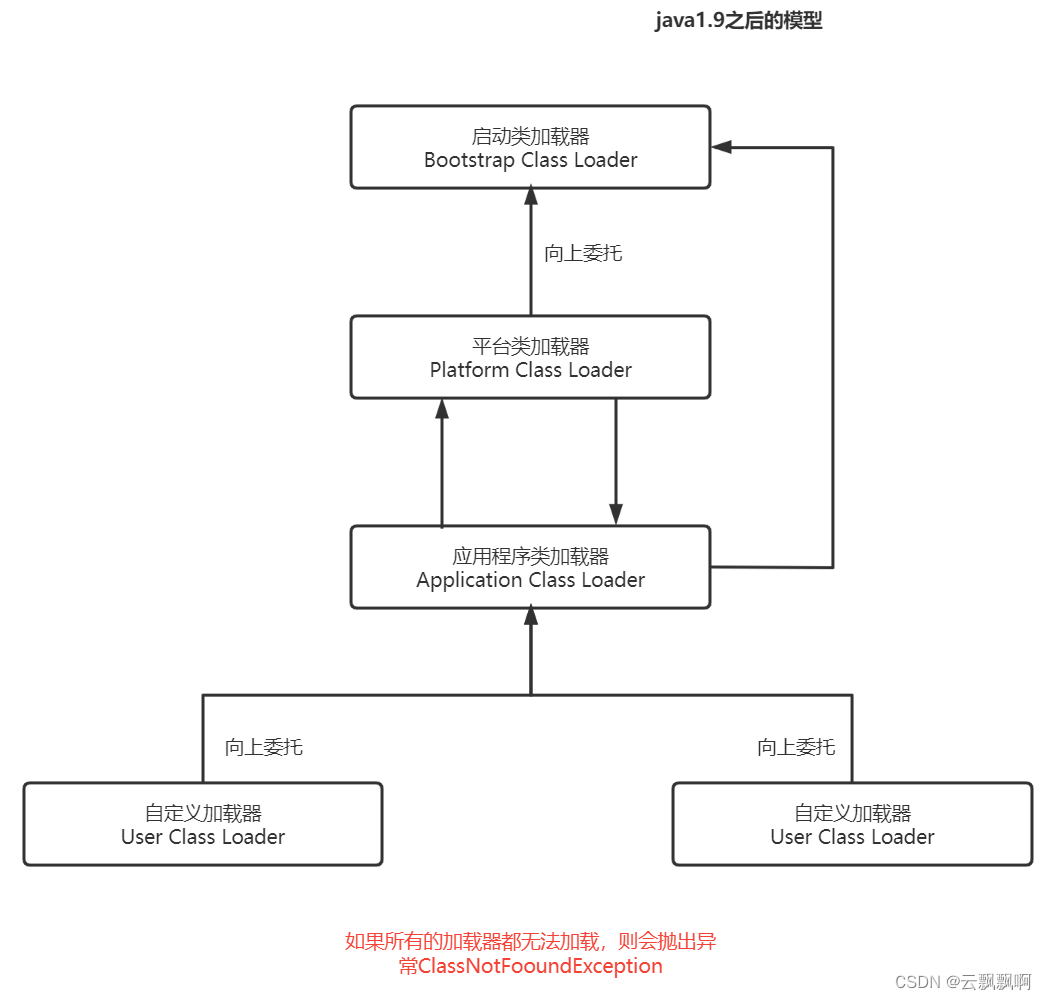 java1.9之后的模型
启动类加载器
Bootstrap Class Loader
向上委托
平台类加载器
Platform Class Loader
应用程序类加载器
Application Class Loader
向上委托
向上委托
自定义加载器
User Class Loader
自定义加载器
User Class Loader
如果所有的加载器都无法加载，则会抛出异
常ClassNotFooundException
CSDN @云飘飘啊